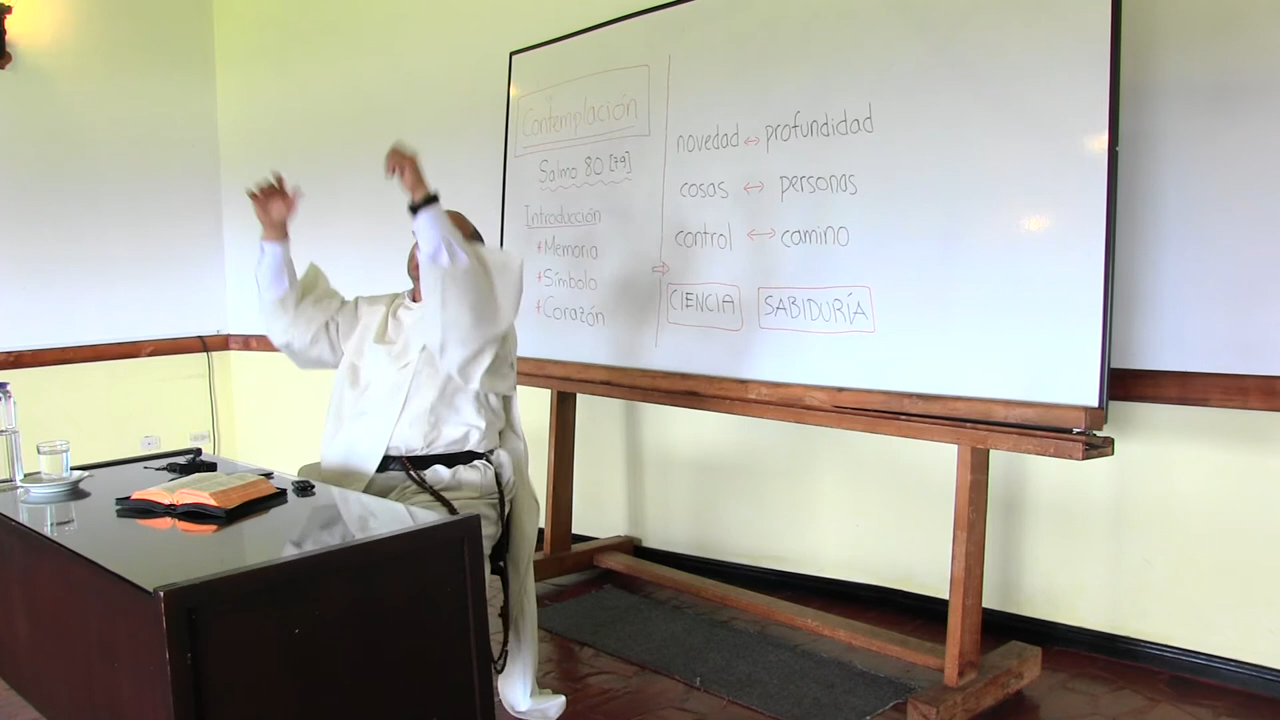 Contemplación
Salmo 80 [79]
Introducción
+Memoria
+Símbolo
+Corazón
novedad ↔ profundidad
cosas ↔ personas
control ↔ camino
⇒ CIENCIA SABIDURÍA